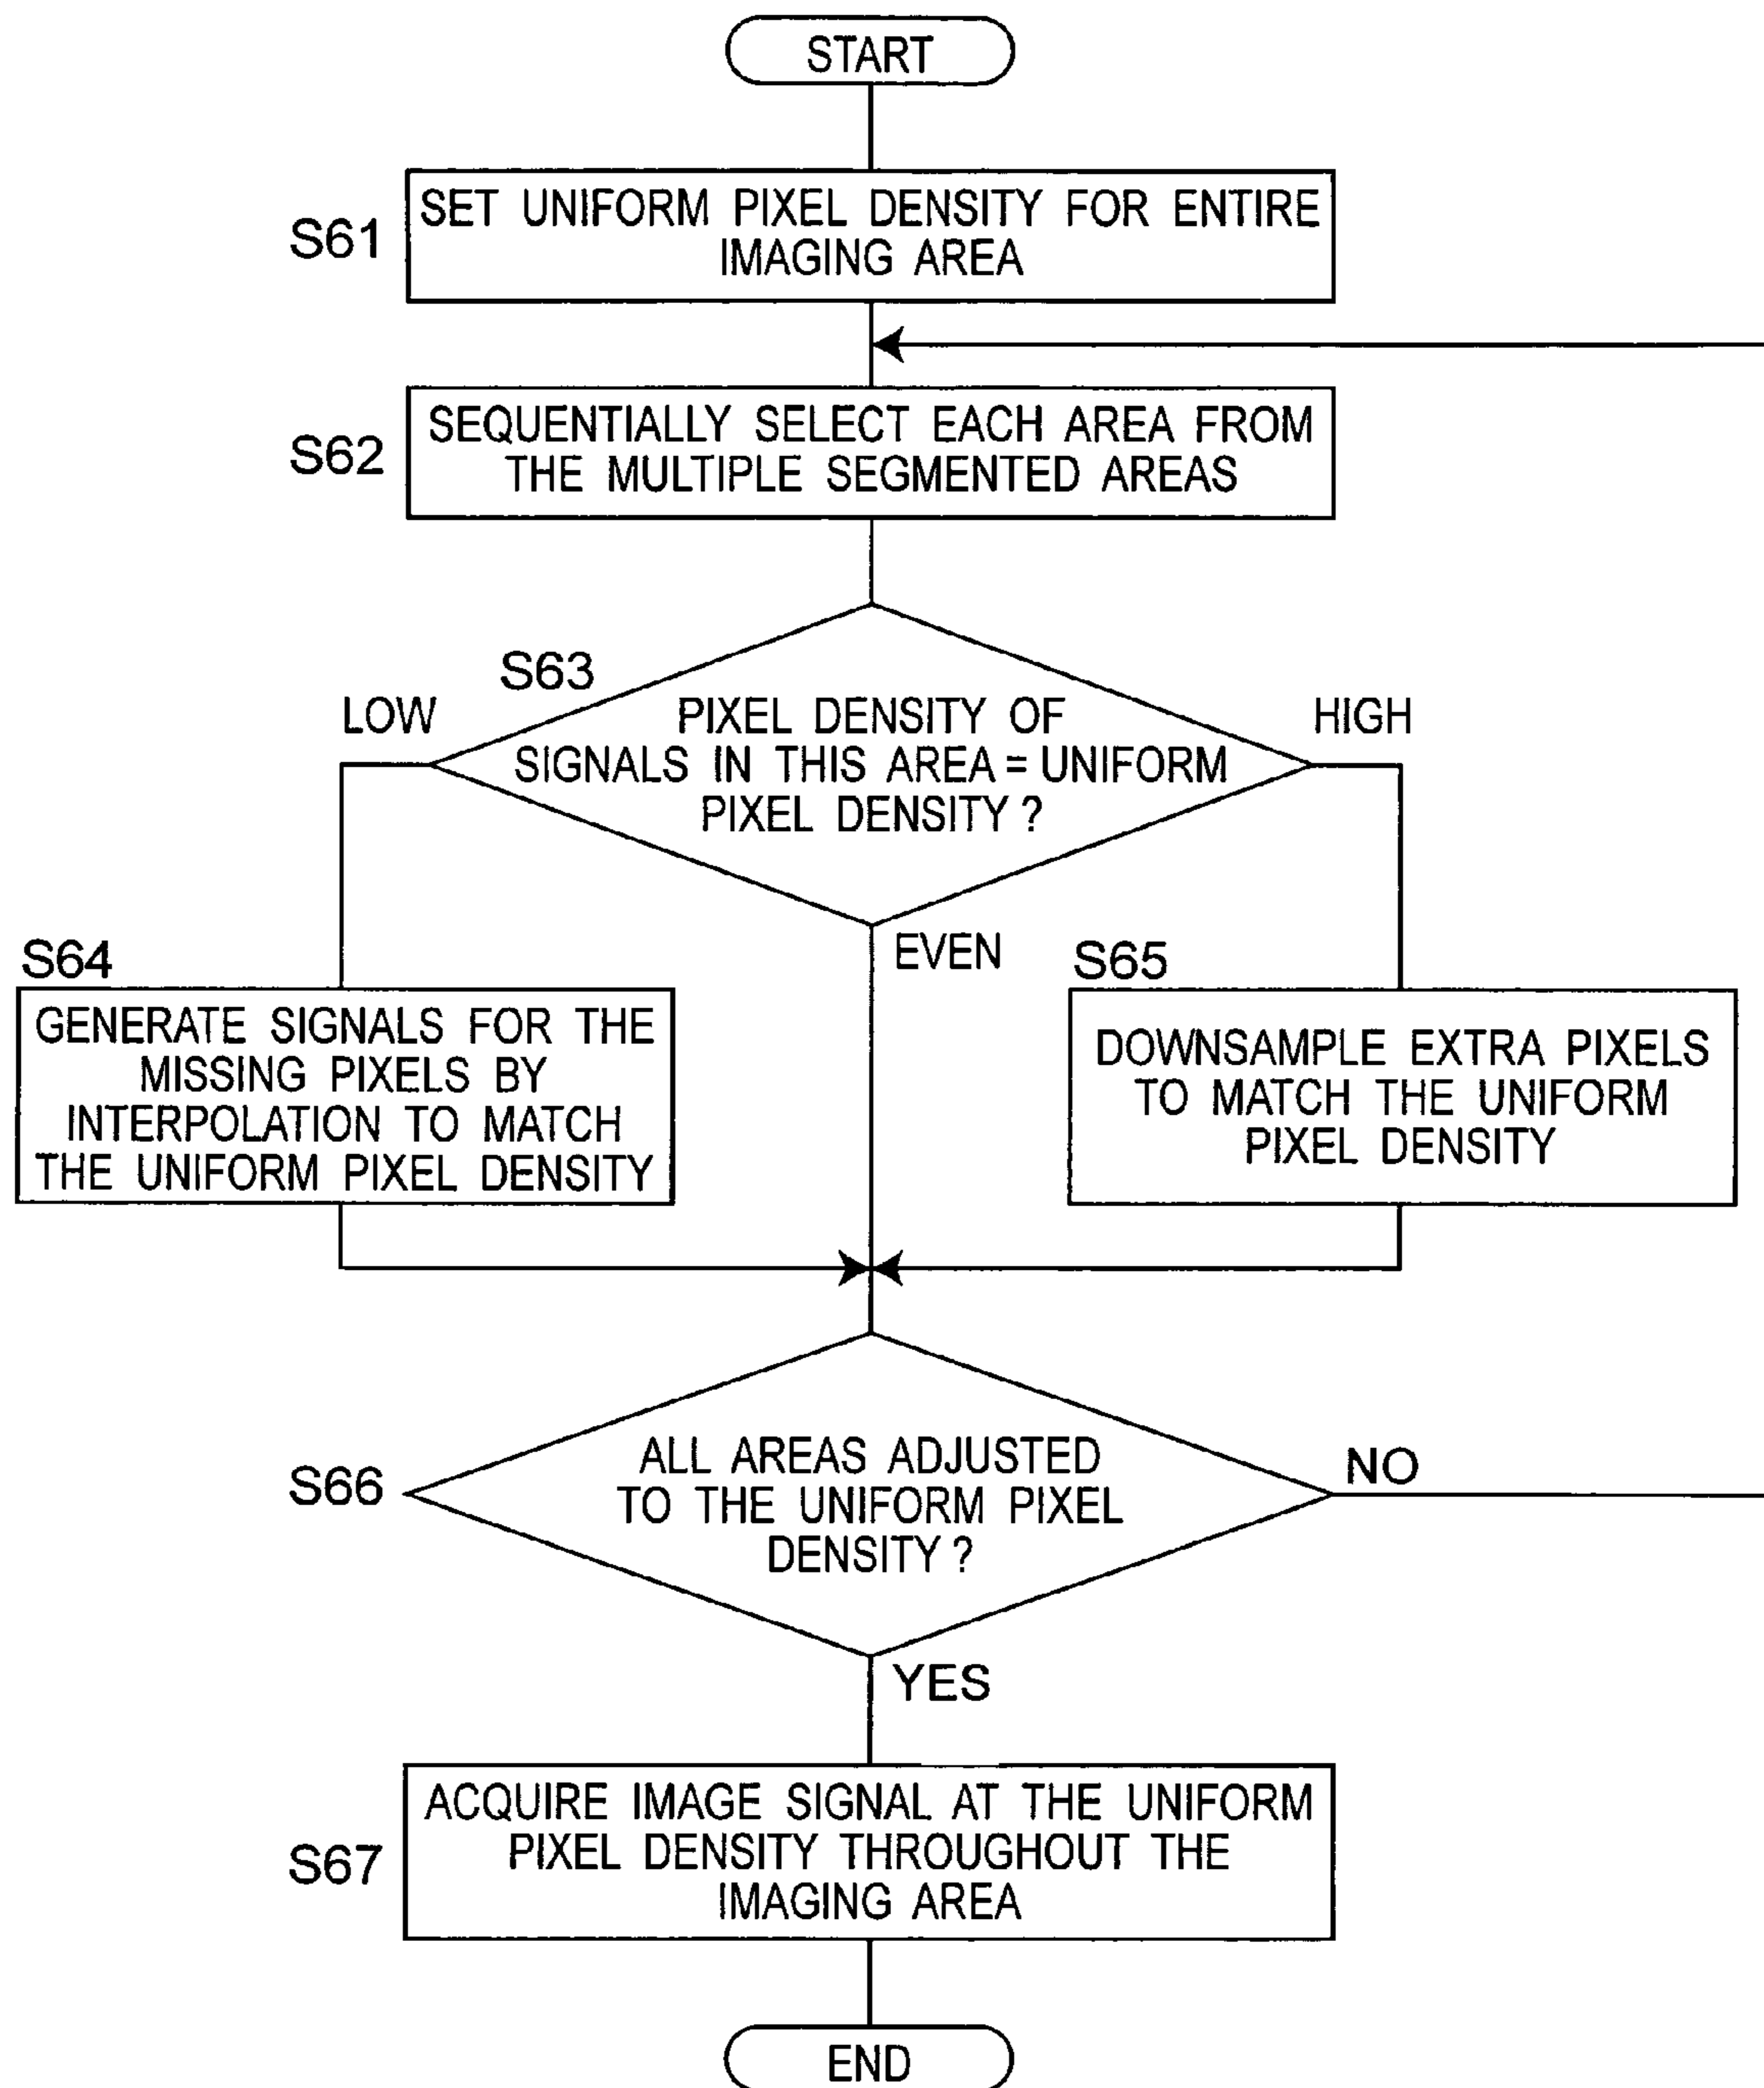 START
S61
SET UNIFORM PIXEL DENSITY FOR ENTIRE
IMAGING AREA
S62
SEQUENTIALLY SELECT EACH AREA FROM
THE MULTIPLE SEGMENTED AREAS
S63
LOW
HIGH
PIXEL DENSITY OF
SIGNALS IN THIS AREA = UNIFORM
PIXEL DENSITY ?
EVEN
S64
GENERATE SIGNALS FOR THE
MISSING PIXELS BY
INTERPOLATION TO MATCH
THE UNIFORM PIXEL DENSITY
S65
DOWNSAMPLE EXTRA PIXELS
TO MATCH THE UNIFORM
PIXEL DENSITY
S66
ALL AREAS ADJUSTED
TO THE UNIFORM PIXEL
DENSITY ?
NO
YES
S67
ACQUIRE IMAGE SIGNAL AT THE UNIFORM
PIXEL DENSITY THROUGHOUT THE
IMAGING AREA
END